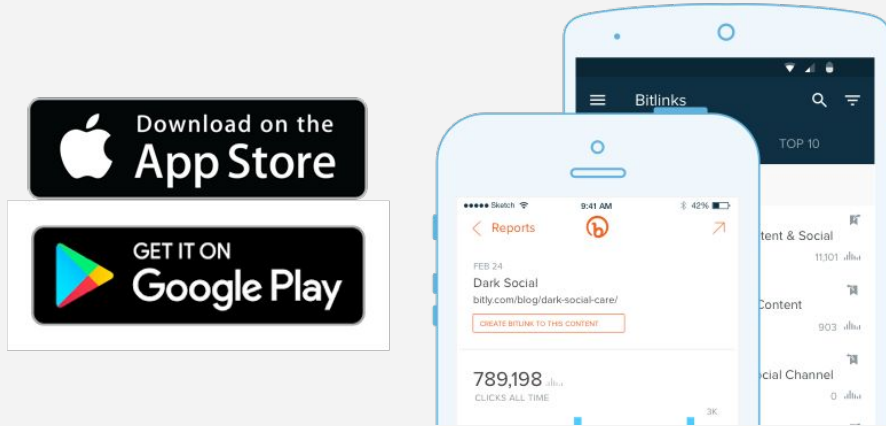 Download on the
App Store
GET IT ON
Google Play
Bitlinks
TOP 10
Sketch
9:41 AM
42%
Reports
FEB 24
Dark Social
bitly.com/blog/dark-social-care/
CREATE BITLINK TO THIS CONTENT
789,198
CLICKS ALL TIME
3K
tent & Social
11,101
Content
903
cial Channel
0